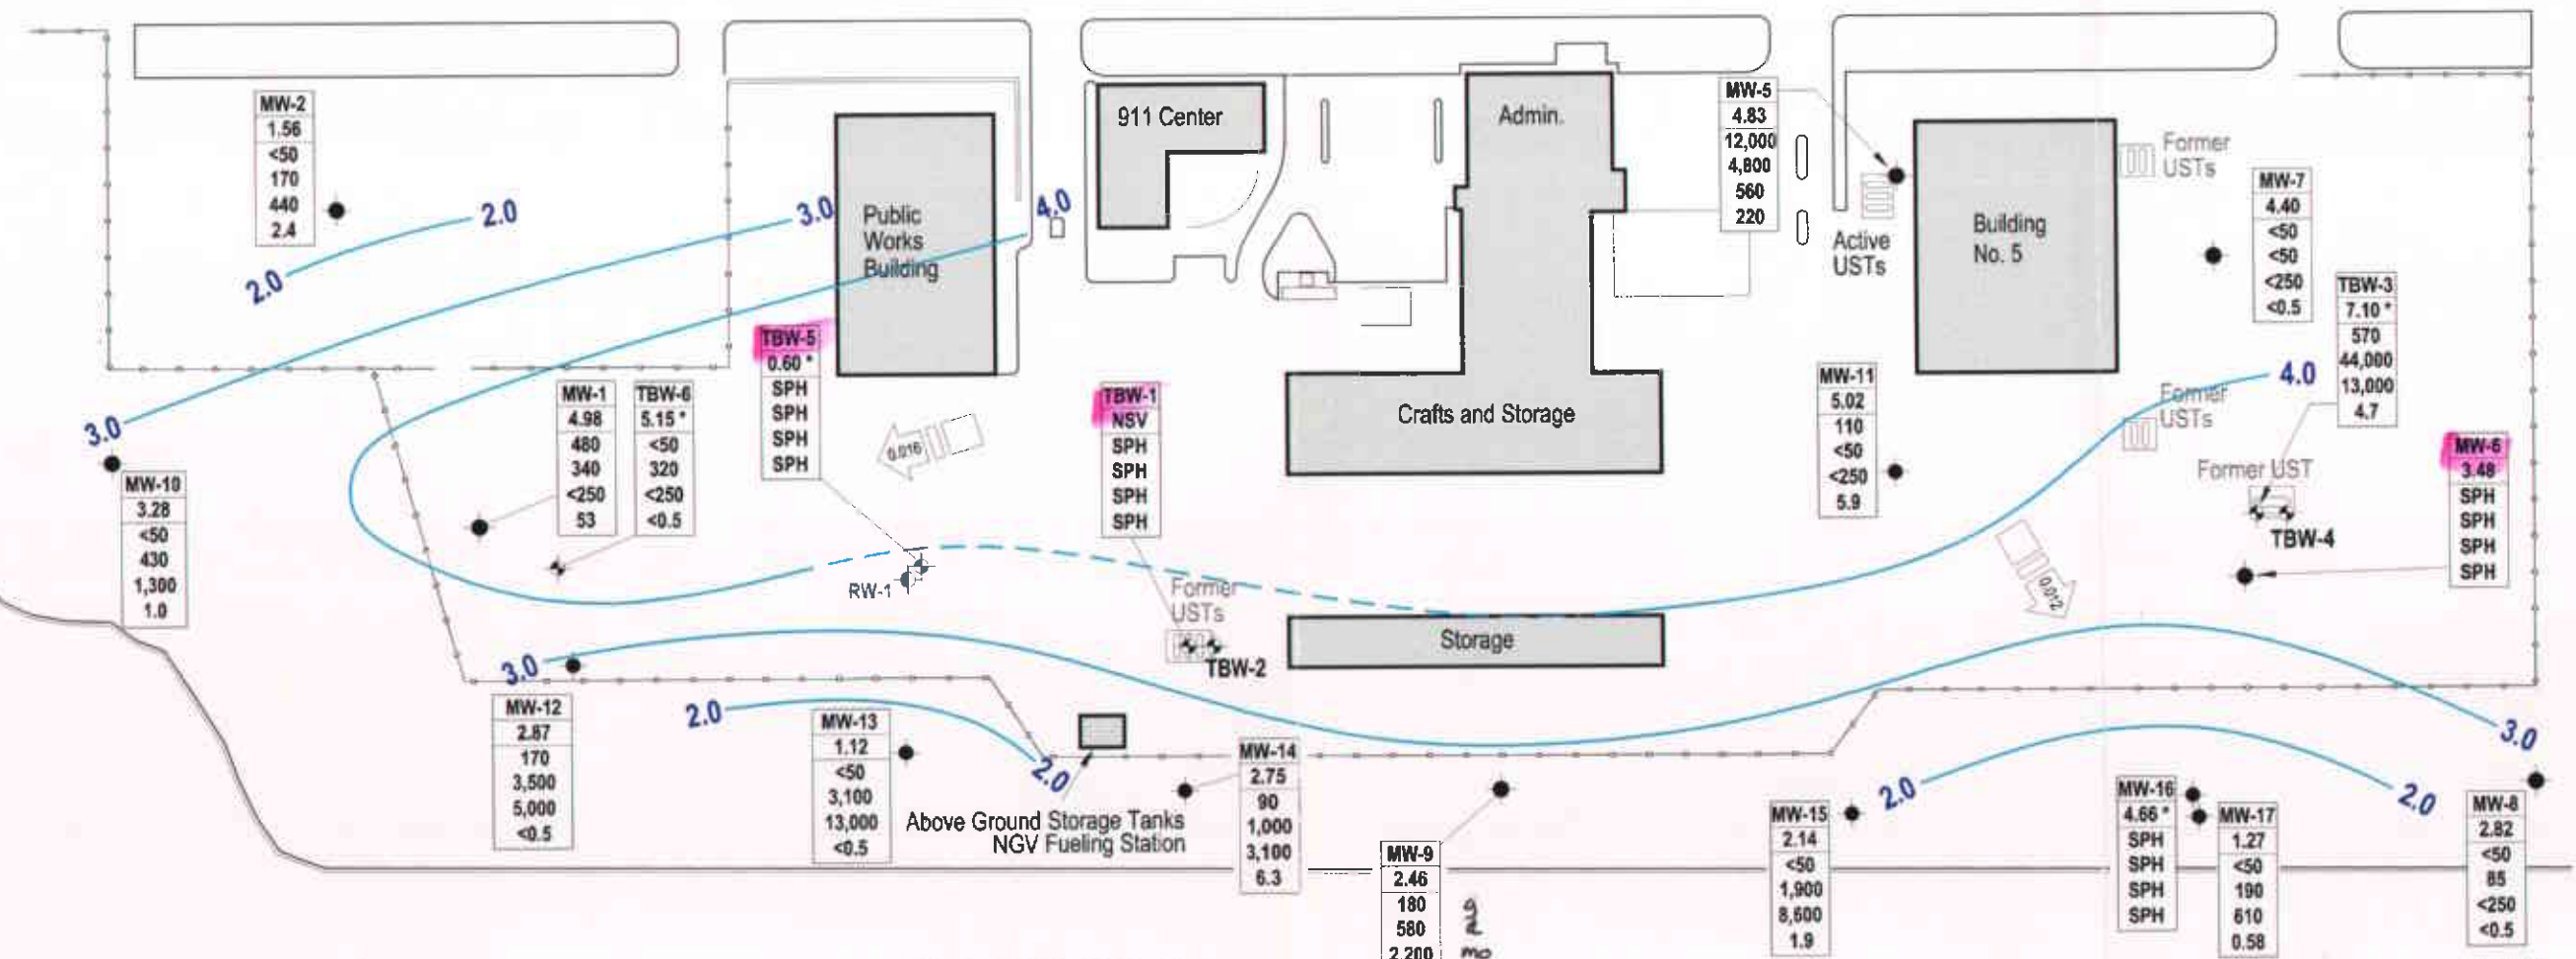 MW-2
1.56
<50
170
440
2.4
2.0
2.0
3.0
3.0
4.0
Public
Works
Building
911 Center
Admin.
MW-5
4.83
12,000
4,800
560
220
Active
USTs
Building
No. 5
Former
USTs
MW-7
4.40
<50
<50
<250
<0.5
TBW-3
7.10 *
570
44,000
13,000
4.7
4.0
Former
USTs
Former UST
TBW-4
MW-6
3.48
SPH
SPH
SPH
SPH
MW-10
3.28
<50
430
1,300
1.0
MW-1
4.98
480
340
<250
53
TBW-6
5.15 *
<50
320
<250
<0.5
TBW-5
0.60 *
SPH
SPH
SPH
SPH
0.016
RW-1
TBW-1
NSV
SPH
SPH
SPH
SPH
Former
USTs
TBW-2
Crafts and Storage
Storage
MW-11
5.02
110
<50
<250
5.9
0.012
3.0
MW-12
2.87
170
3,500
5,000
<0.5
2.0
2.0
MW-13
1.12
<50
3,100
13,000
<0.5
Above Ground Storage Tanks
NGV Fueling Station
MW-14
2.75
90
1,000
3,100
6.3
MW-9
2.46
180
580
2,200
MW-15
2.14
<50
1,900
8,600
1.9
2.0
2.0
3.0
MW-16
4.66 *
SPH
SPH
SPH
SPH
MW-17
1.27
<50
190
610
0.58
MW-8
2.82
<50
85
<250
<0.5